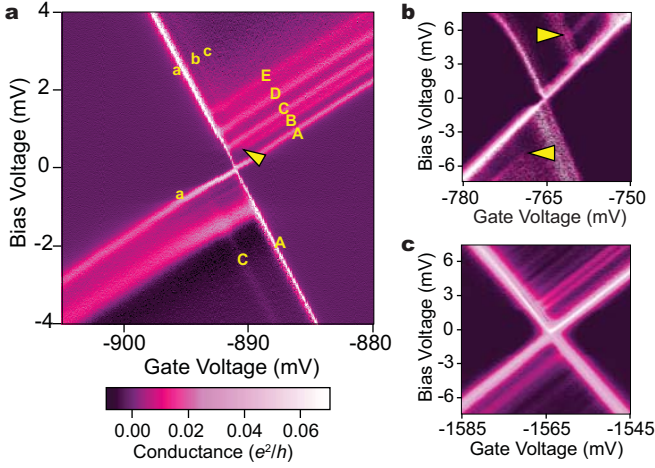 a
4
2
0
-2
-4
Bias Voltage (mV)
a
b
c
E
D
C
B
A
a
A
C
-900
-890
-880
Gate Voltage (mV)
0.00
0.02
0.04
0.06
Conductance (e²/h)
b
6
3
0
-3
-6
Bias Voltage (mV)
-780
-765
-750
Gate Voltage (mV)
c
6
3
0
-3
-6
Bias Voltage (mV)
-1585
-1565
-1545
Gate Voltage (mV)